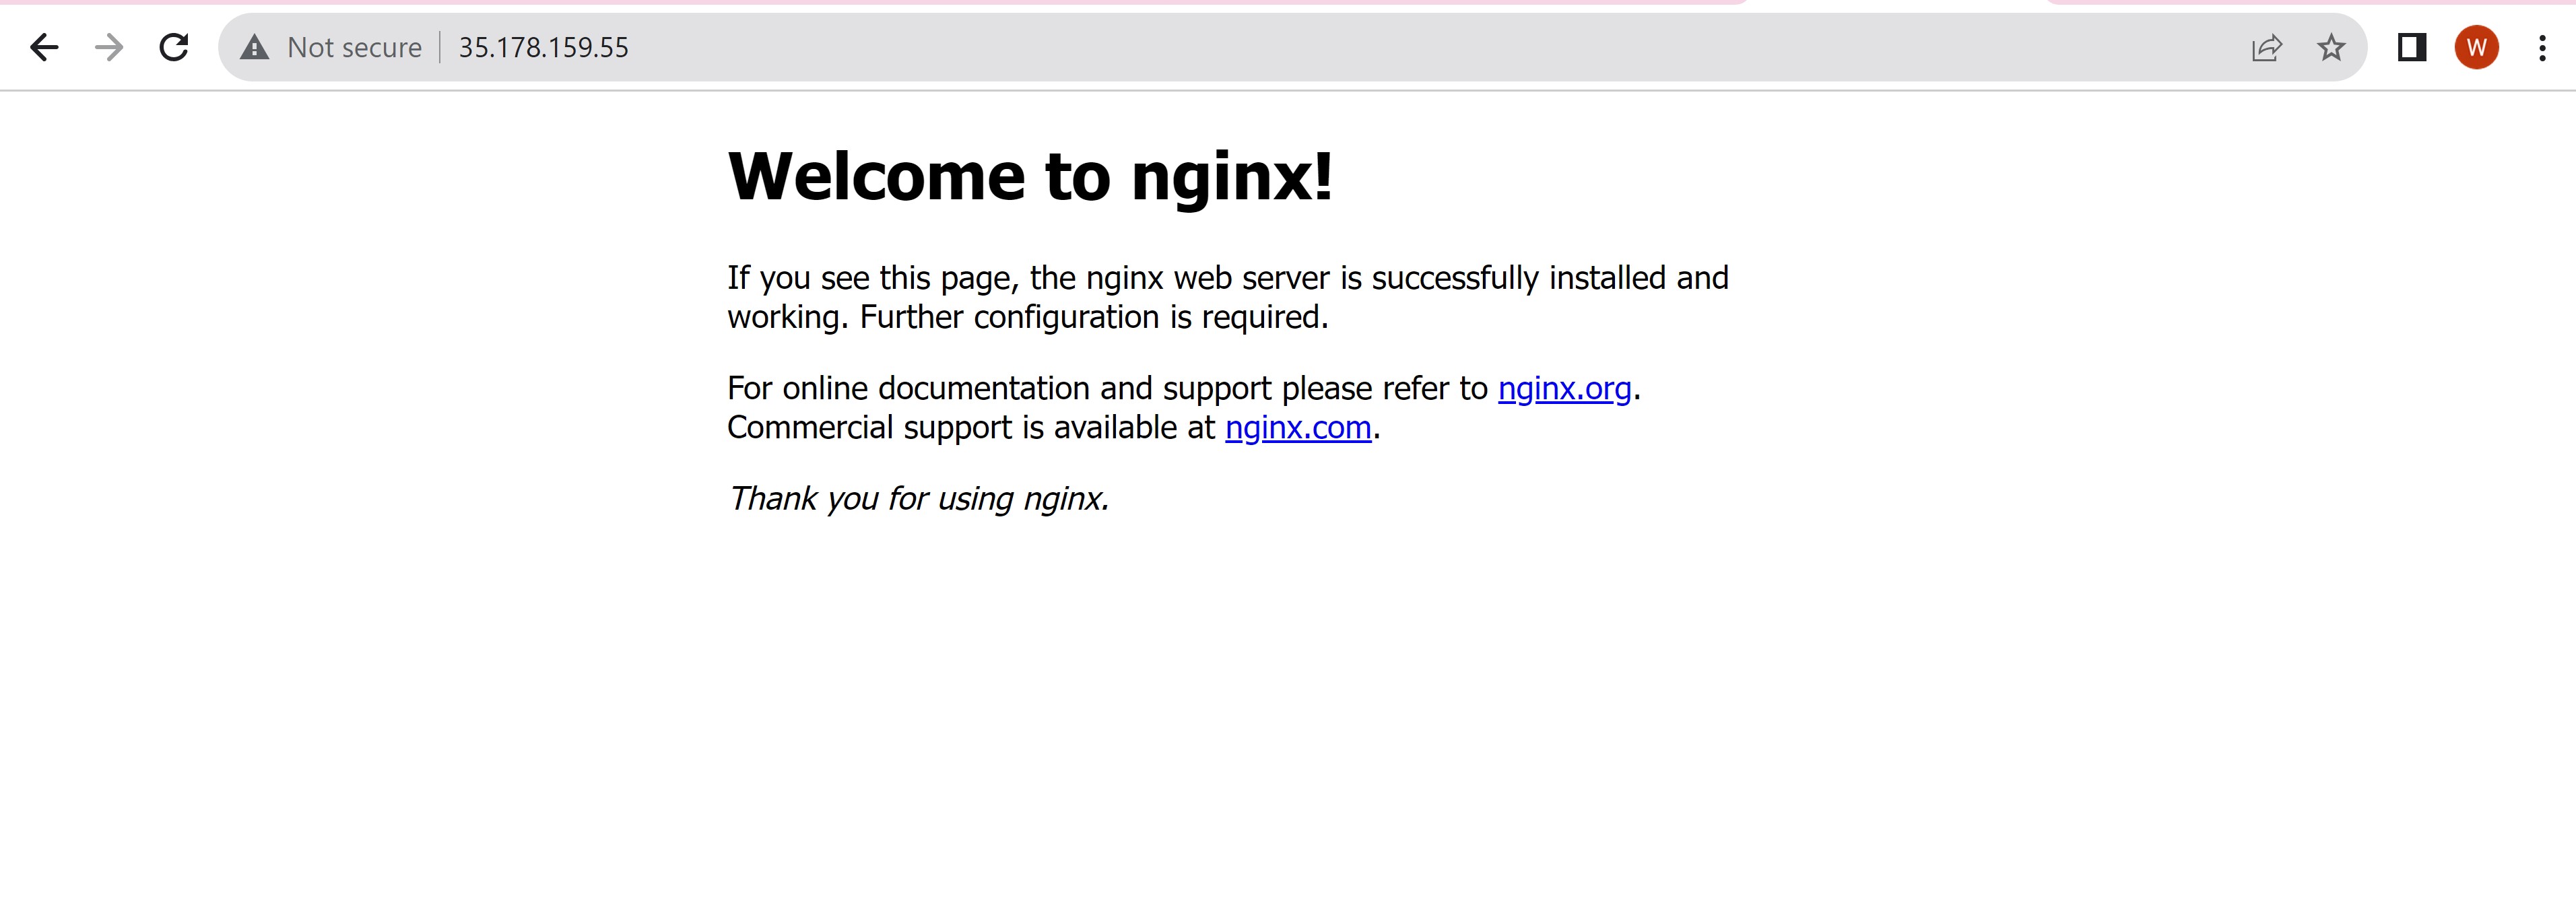 Not secure
35.178.159.55
W
Welcome to nginx!
If you see this page, the nginx web server is successfully installed and
working. Further configuration is required.
For online documentation and support please refer to nginx.org.
Commercial support is available at nginx.com.
Thank you for using nginx.